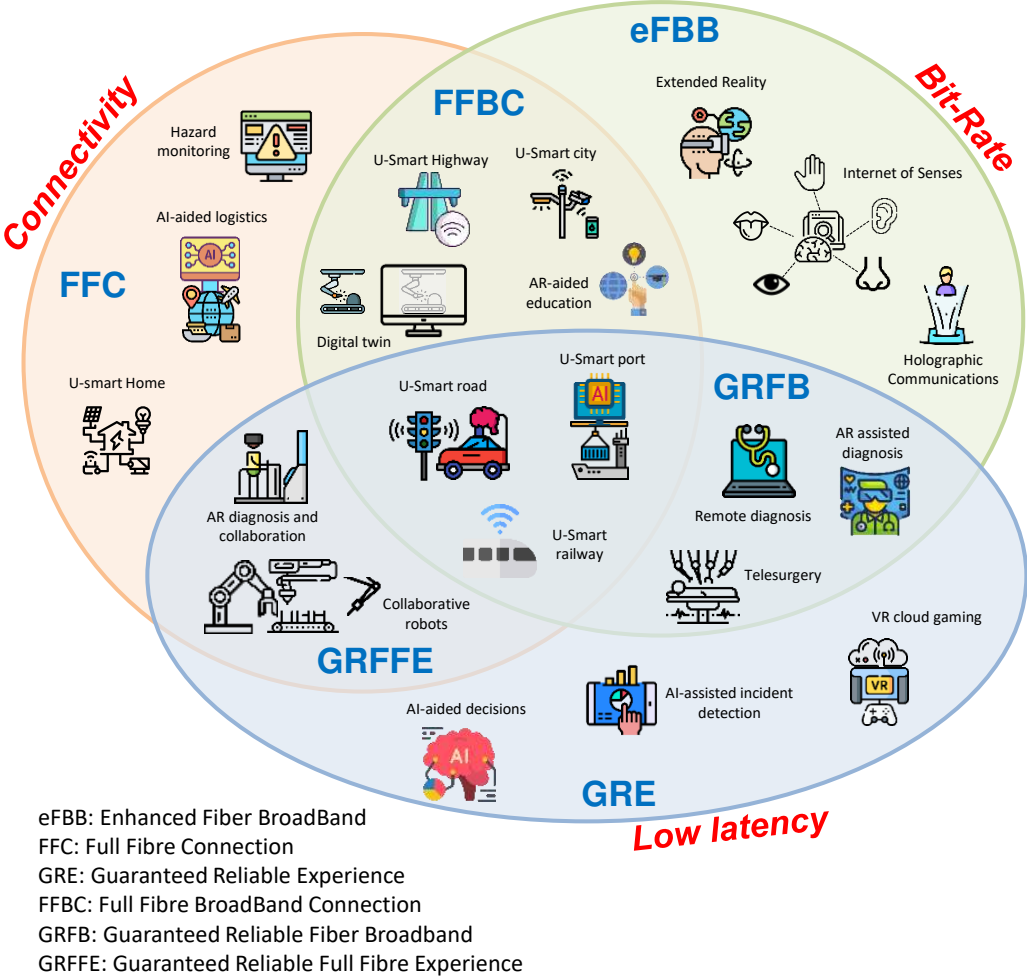 eFBB
Connectivity
Bit-Rate
FFBC
Extended Reality
Hazard
monitoring
U-Smart Highway
U-Smart city
Internet of Senses
AI-aided logistics
AI
FFC
AR-aided
education
Digital twin
Holographic
Communications
U-smart Home
U-Smart road
U-Smart port
AI
GRFB
AR assisted
diagnosis
AR diagnosis and
collaboration
Remote diagnosis
U-Smart
railway
Telesurgery
Collaborative
robots
VR cloud gaming
VR
GRFFE
AI-assisted incident
detection
AI-aided decisions
AI
GRE
Low latency
eFBB: Enhanced Fiber BroadBand
FFC: Full Fibre Connection
GRE: Guaranteed Reliable Experience
FFBC: Full Fibre BroadBand Connection
GRFB: Guaranteed Reliable Fiber Broadband
GRFFE: Guaranteed Reliable Full Fibre Experience